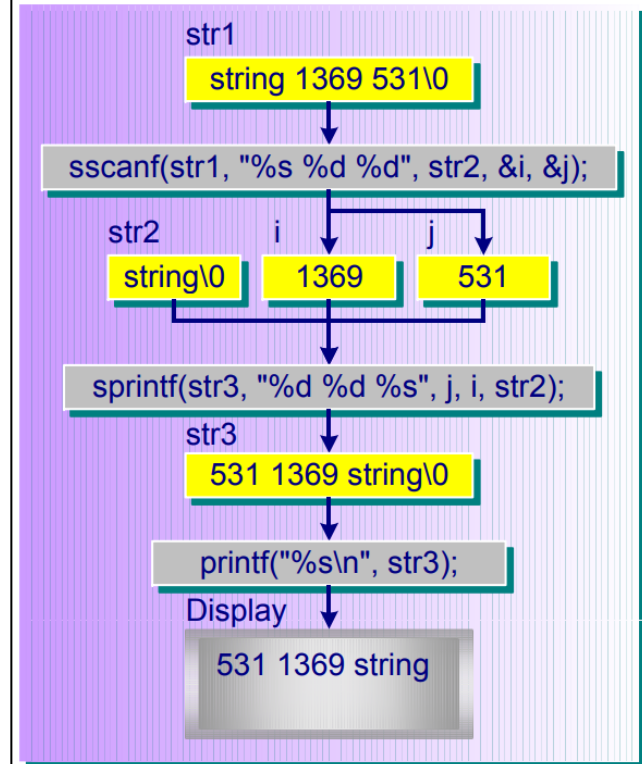 str1
string 1369 531\0
sscanf(str1, "%s %d %d", str2, &i, &j);
str2 i j
string\0 1369 531
sprintf(str3, "%d %d %s", j, i, str2);
str3
531 1369 string\0
printf("%s\n", str3);
Display
531 1369 string